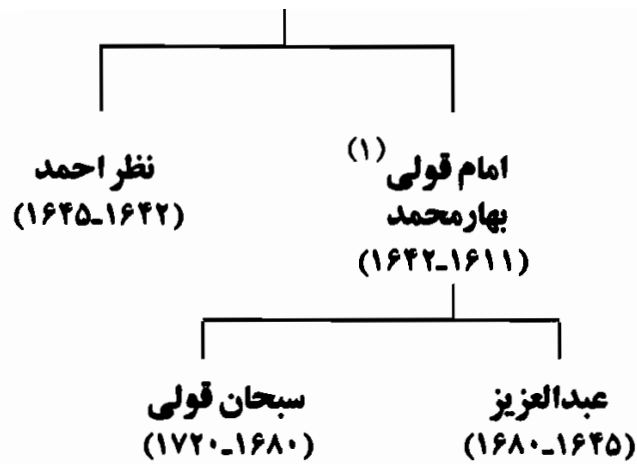 امام قولی (۱)
بهارمحمد
(۱۶۱۱-۱۶۴۲)
نظر احمد
(۱۶۴۲-۱۶۴۵)
عبدالعزیز
(۱۶۴۵-۱۶۸۰)
سبحان قولی
(۱۶۸۰-۱۷۲۰)